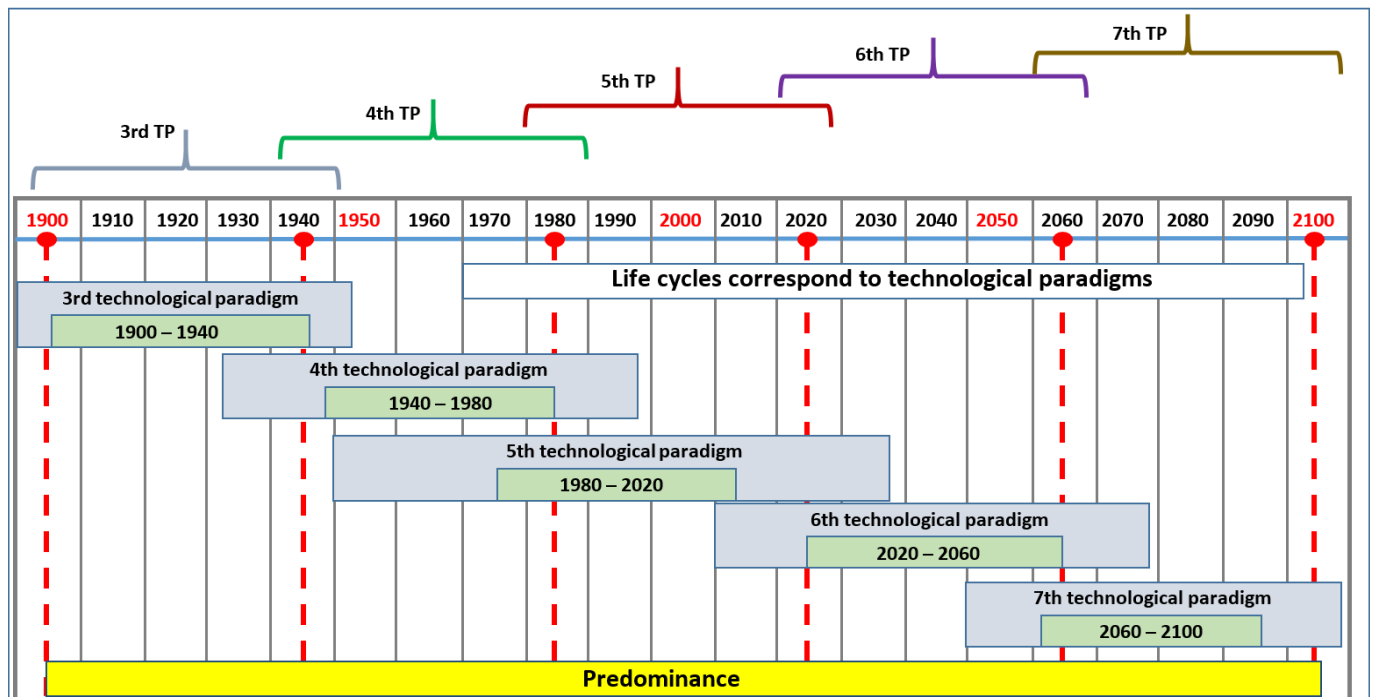 7th TP
6th TP
5th TP
4th TP
3rd TP
1900 1910 1920 1930 1940 1950 1960 1970 1980 1990 2000 2010 2020 2030 2040 2050 2060 2070 2080 2090 2100
Life cycles correspond to technological paradigms
3rd technological paradigm
1900 – 1940
4th technological paradigm
1940 – 1980
5th technological paradigm
1980 – 2020
6th technological paradigm
2020 – 2060
7th technological paradigm
2060 – 2100
Predominance